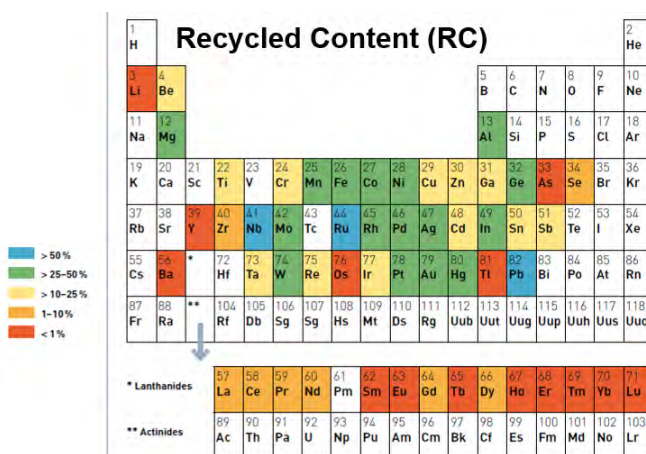 Recycled Content (RC)
1 2
H He
3 4 5 6 7 8 9 10
Li Be B C N O F Ne
11 12 13 14 15 16 17 18
Na Mg Al Si P S Cl Ar
19 20 21 22 23 24 25 26 27 28 29 30 31 32 33 34 35 36
K Ca Sc Ti V Cr Mn Fe Co Ni Cu Zn Ga Ge As Se Br Kr
37 38 39 40 41 42 43 44 45 46 47 48 49 50 51 52 53 54
Rb Sr Y Zr Nb Mo Tc Ru Rh Pd Ag Cd In Sn Sb Te I Xe
55 56 * 72 73 74 75 76 77 78 79 80 81 82 83 84 85 86
Cs Ba Hf Ta W Re Os Ir Pt Au Hg Tl Pb Bi Po At Rn
87 88 ** 104 105 106 107 108 109 110 111 112 113 114 115 116 117 118
Fr Ra Rf Db Sg Sg Hs Mt Ds Rg Uub Uut Uug Uup Uuh Uus Uuo
> 50 %
> 25–50 %
> 10–25 %
1–10 %
< 1 %
* Lanthanides
57 58 59 60 61 62 63 64 65 66 67 68 69 70 71
La Ce Pr Nd Pm Sm Eu Gd Tb Dy Ho Er Tm Yb Lu
** Actinides
89 90 91 92 93 94 95 96 97 98 99 100 101 102 103
Ac Th Pa U Np Pu Am Cm Bk Cf Es Fm Md No Lr